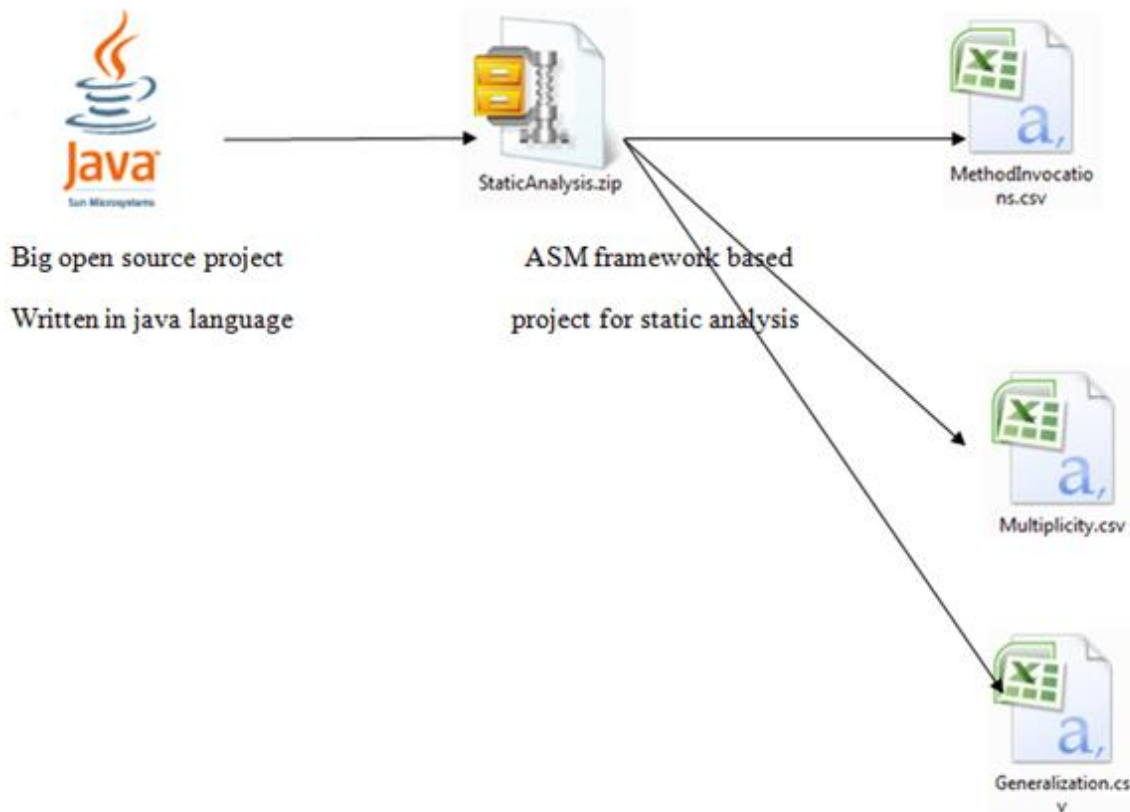 Java
Sun Microsystems
StaticAnalysis.zip
MethodInvocatio
ns.csv
Big open source project
ASM framework based
Written in java language
project for static analysis
Multiplicity.csv
Generalization.cs
v